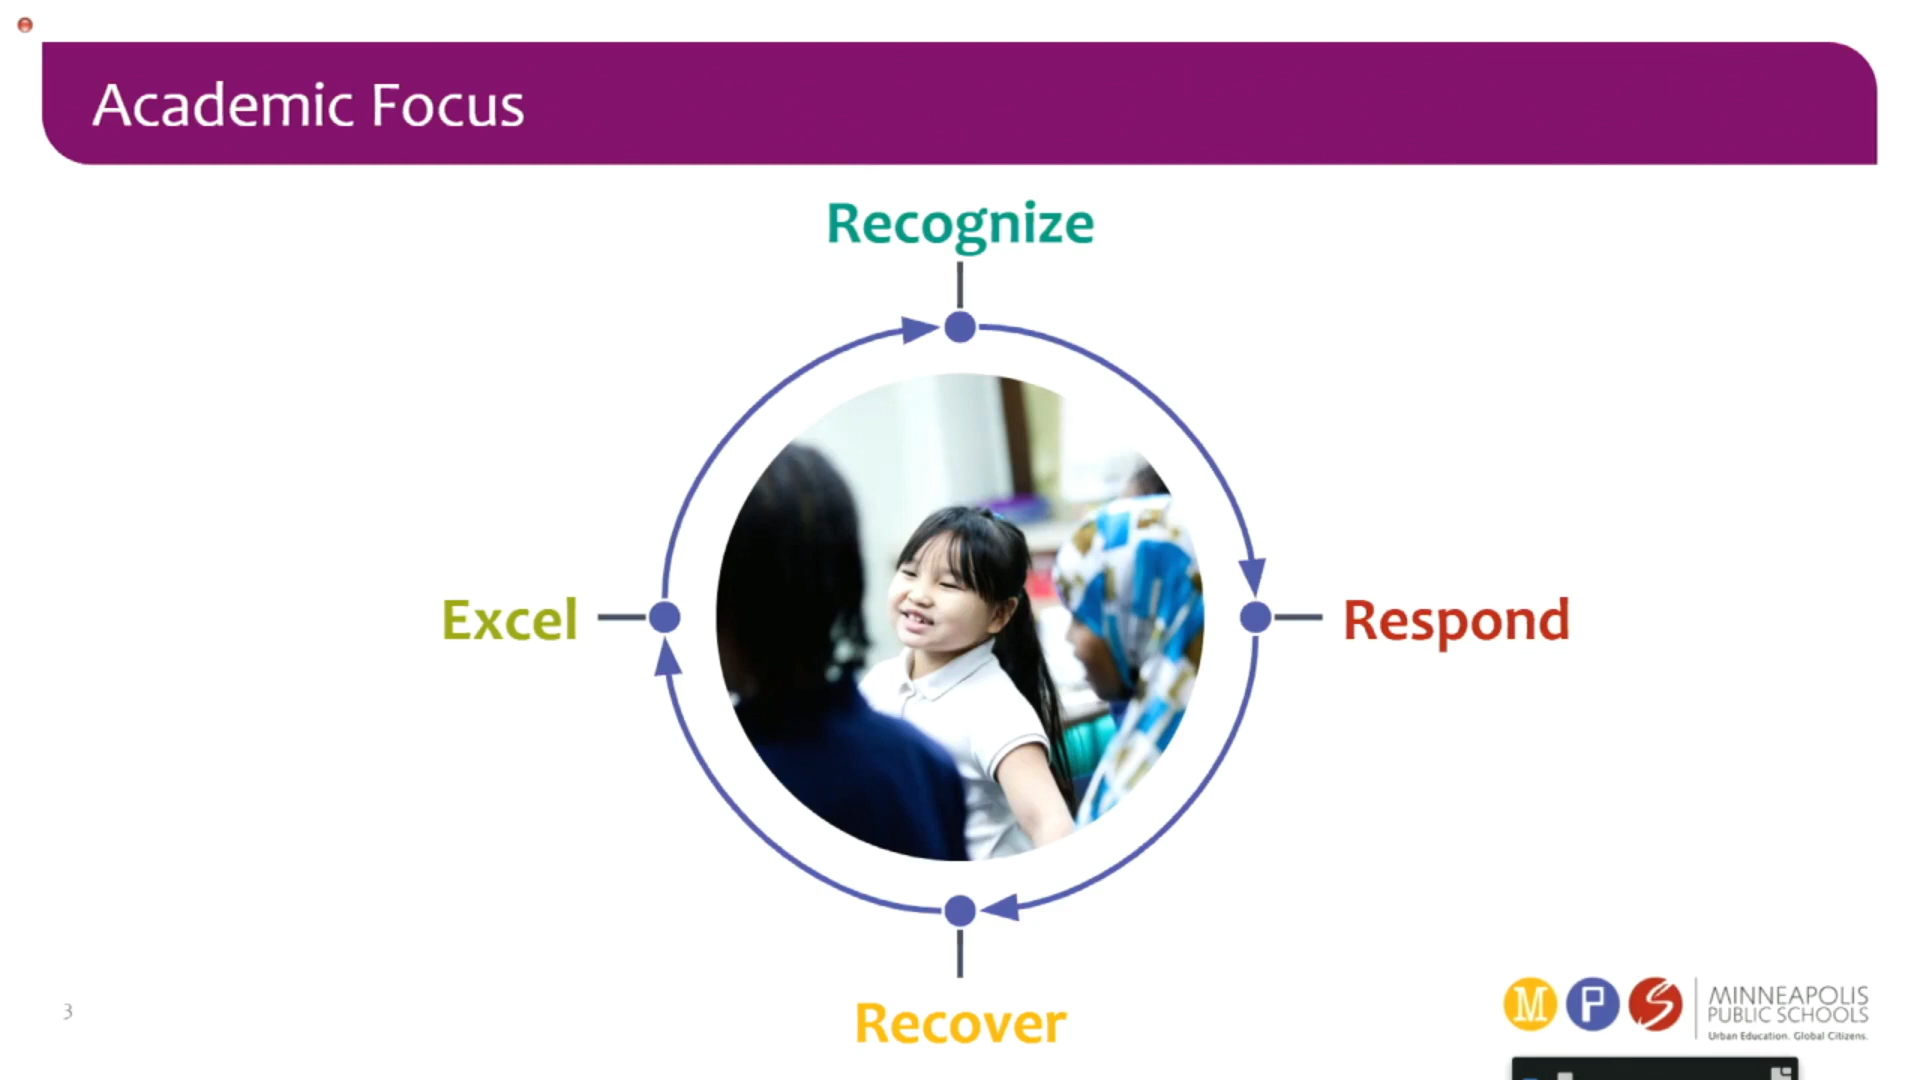 Academic Focus
Recognize
Excel
Respond
Recover
3
M P S
MINNEAPOLIS
PUBLIC SCHOOLS
Urban Education. Global Citizens.